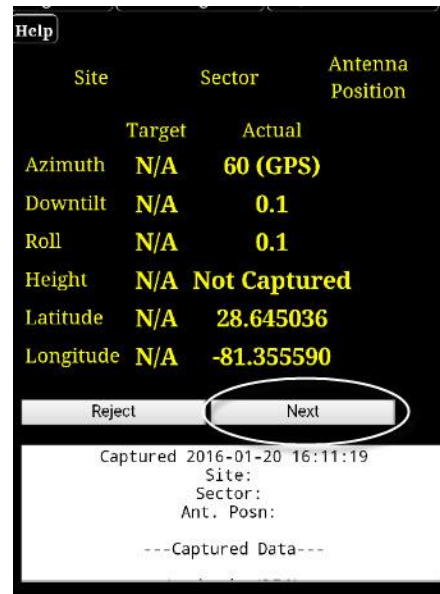 Help
Site Sector Antenna Position
Target Actual
Azimuth N/A 60 (GPS)
Downtilt N/A 0.1
Roll N/A 0.1
Height N/A Not Captured
Latitude N/A 28.645036
Longitude N/A -81.355590
Reject Next
Captured 2016-01-20 16:11:19
Site:
Sector:
Ant. Posn:
---Captured Data---